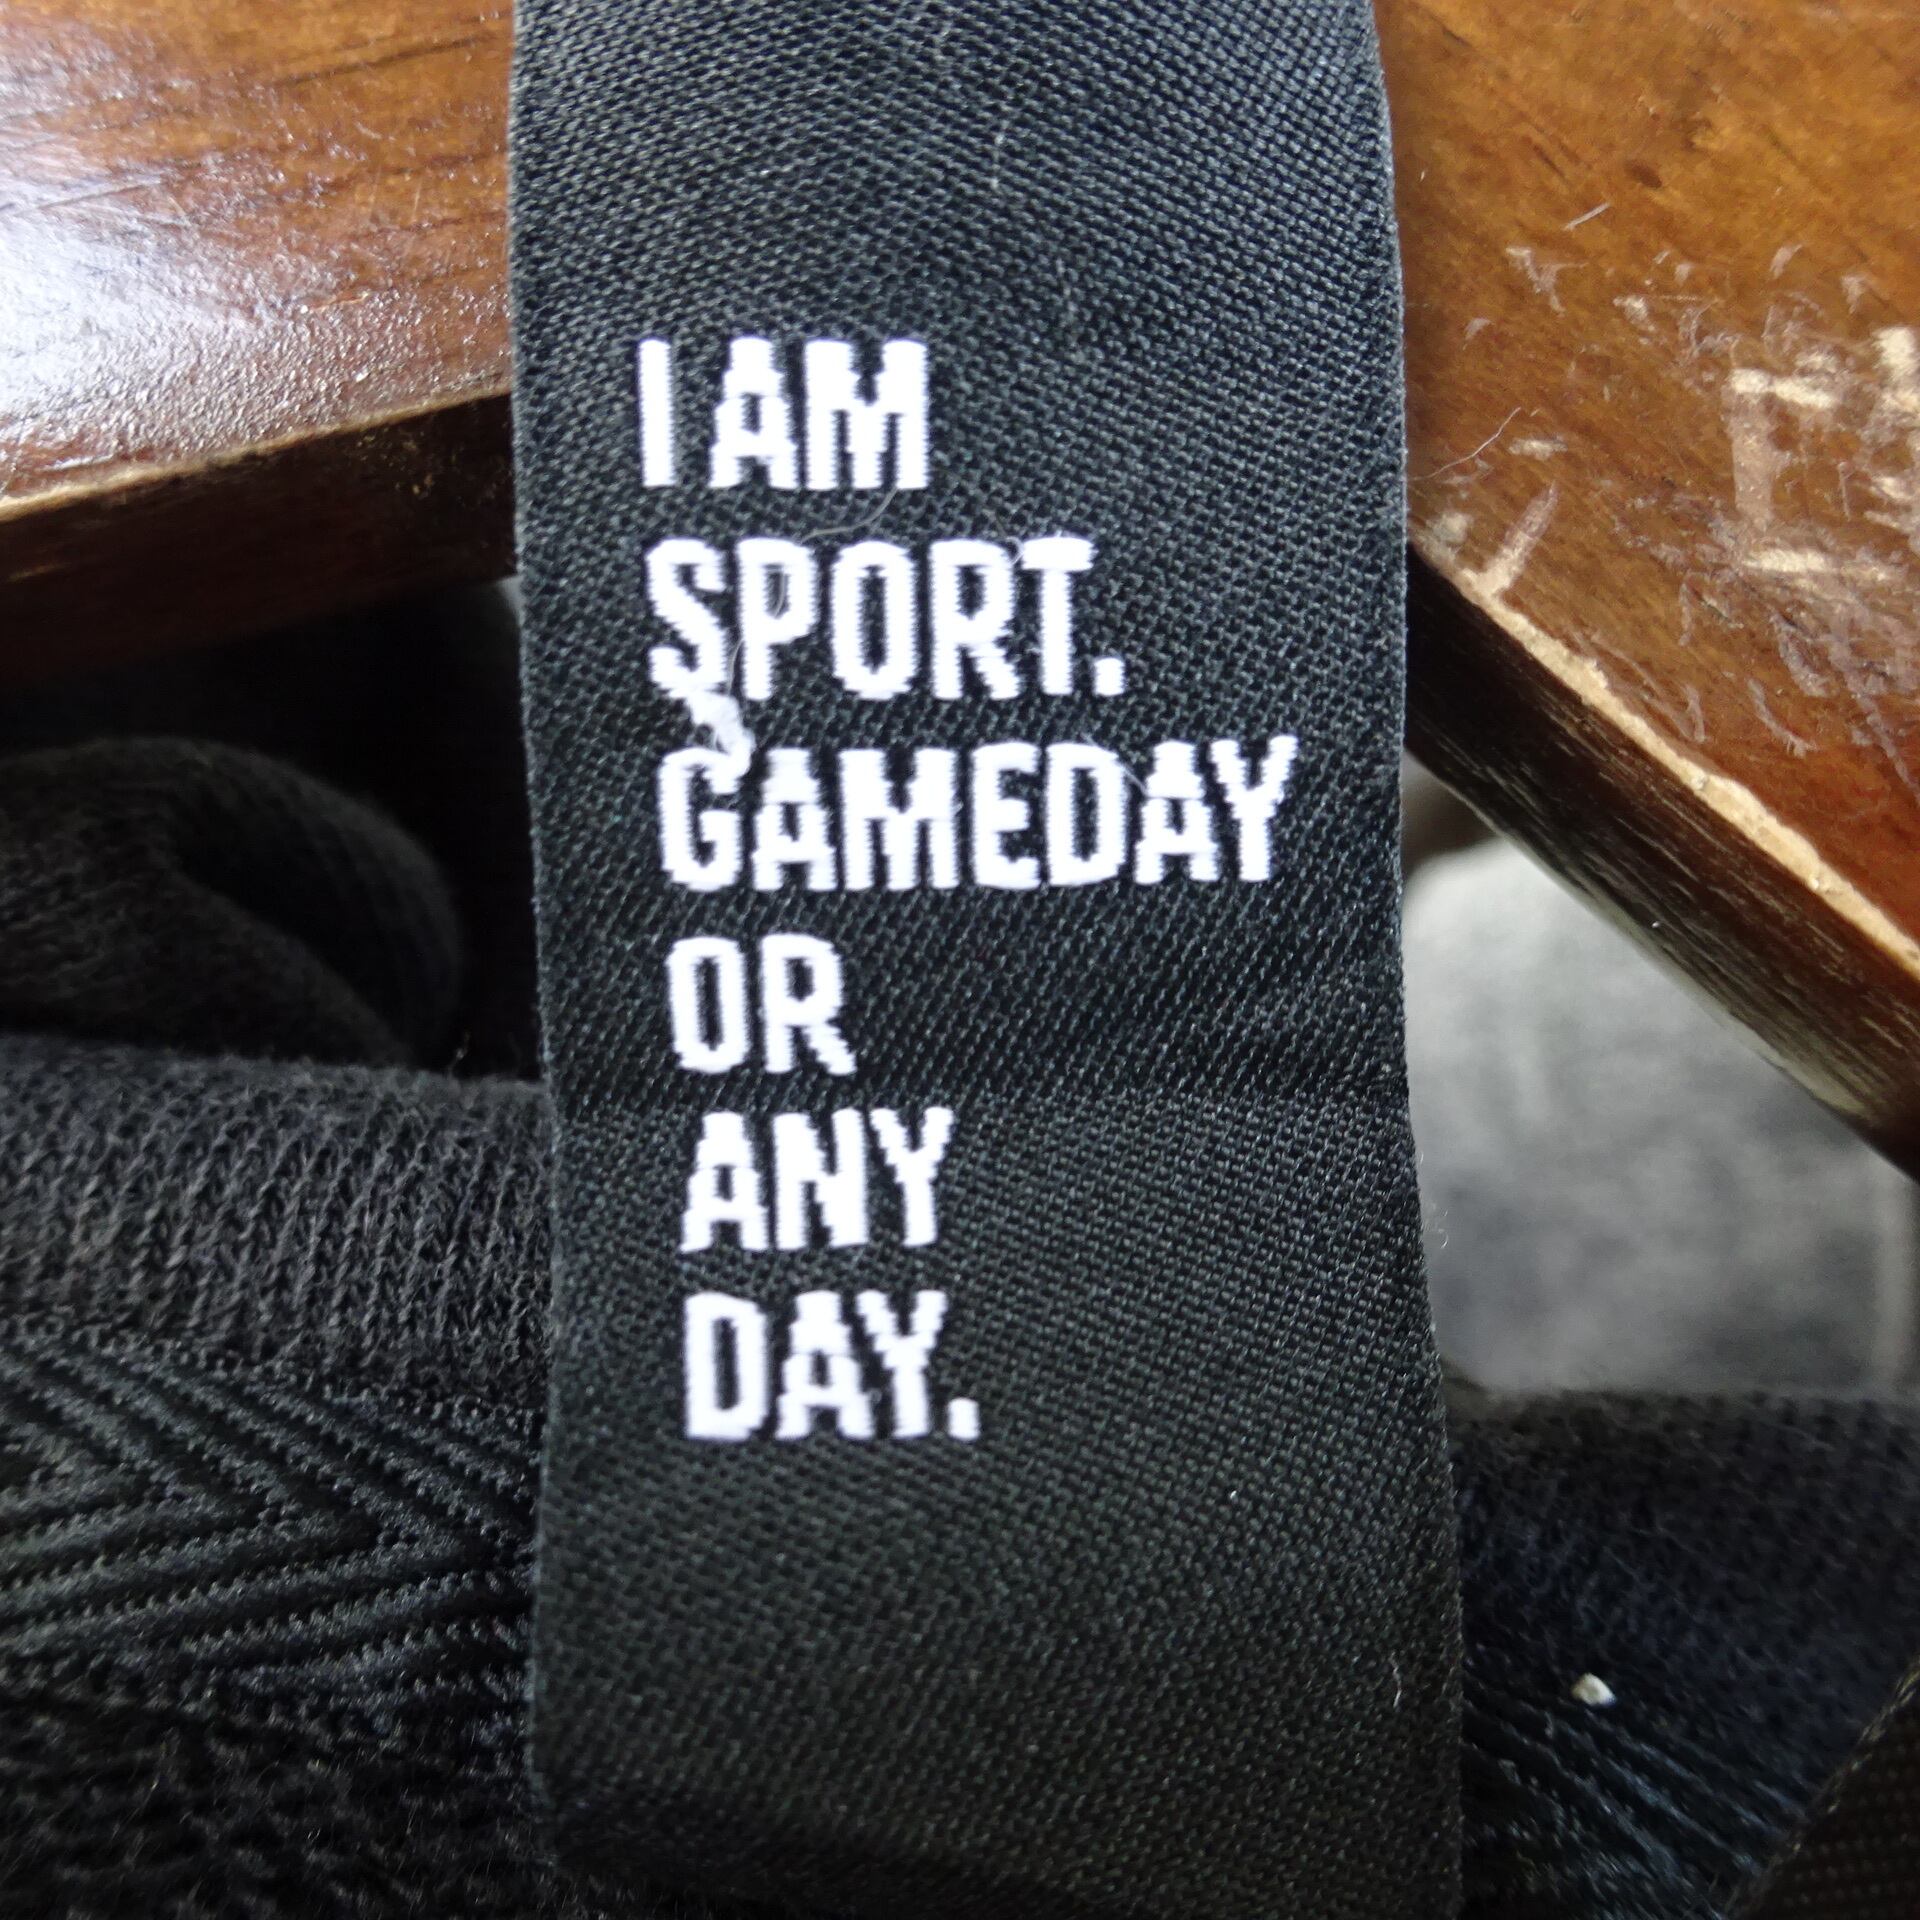 I AM
SPORT.
GAMEDAY
OR
ANY
DAY.